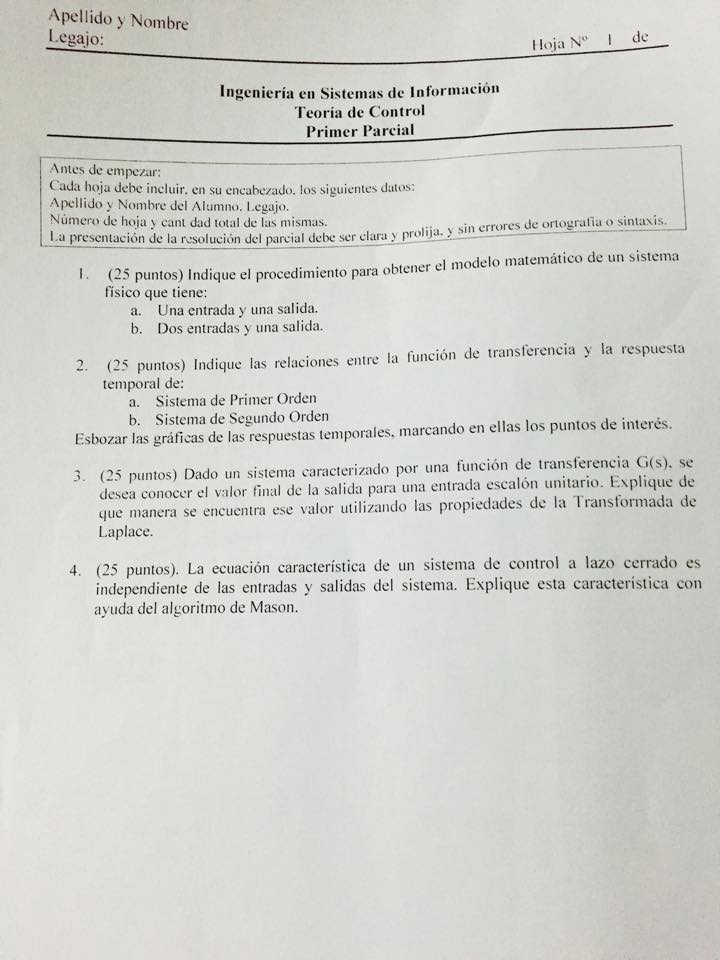 Apellido y Nombre
Legajo:
Hoja Nº 1 de
Ingeniería en Sistemas de Información
Teoría de Control
Primer Parcial
Antes de empezar:
Cada hoja debe incluir, en su encabezado, los siguientes datos:
Apellido y Nombre del Alumno. Legajo.
Número de hoja y cant dad total de las mismas.
La presentación de la resolución del parcial debe ser clara y prolija, y sin errores de ortografía o sintaxis.
1. (25 puntos) Indique el procedimiento para obtener el modelo matemático de un sistema
físico que tiene:
a. Una entrada y una salida.
b. Dos entradas y una salida.
2. (25 puntos) Indique las relaciones entre la función de transferencia y la respuesta
temporal de:
a. Sistema de Primer Orden
b. Sistema de Segundo Orden
Esbozar las gráficas de las respuestas temporales, marcando en ellas los puntos de interés.
3. (25 puntos) Dado un sistema caracterizado por una función de transferencia G(s), se
desea conocer el valor final de la salida para una entrada escalón unitario. Explique de
que manera se encuentra ese valor utilizando las propiedades de la Transformada de
Laplace.
4. (25 puntos). La ecuación característica de un sistema de control a lazo cerrado es
independiente de las entradas y salidas del sistema. Explique esta característica con
ayuda del algoritmo de Mason.